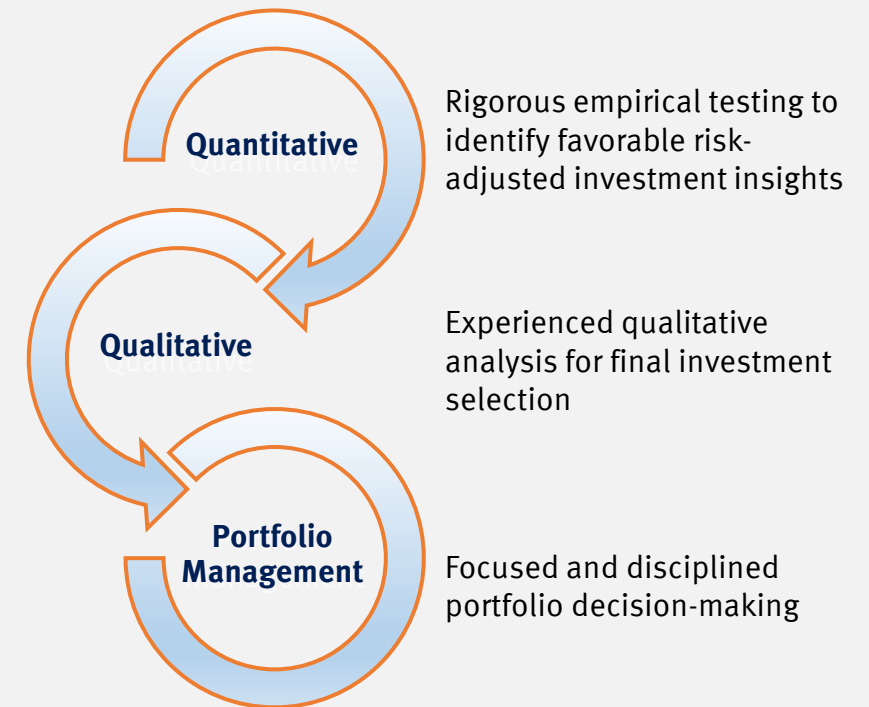 Quantitative
Rigorous empirical testing to
identify favorable risk-
adjusted investment insights
Qualitative
Experienced qualitative
analysis for final investment
selection
Portfolio
Management
Focused and disciplined
portfolio decision-making